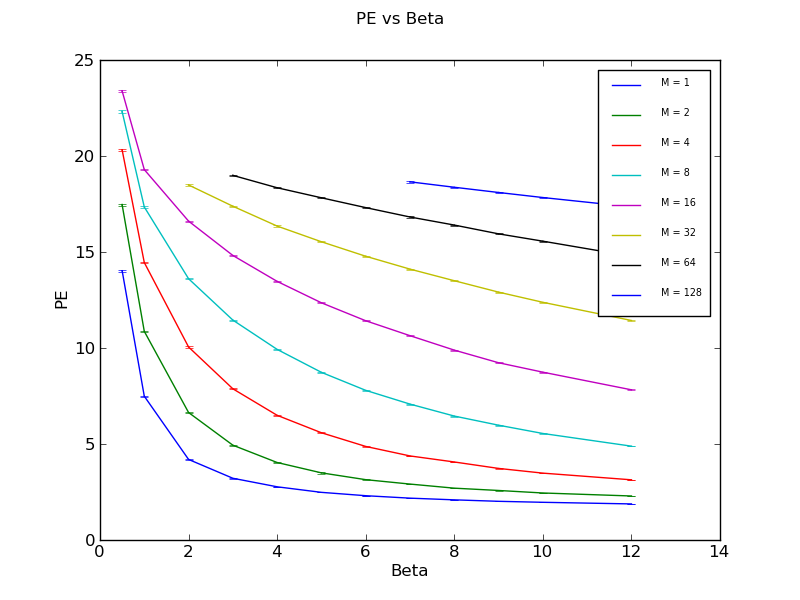 PE vs Beta
25
20
15
10
5
0
PE
0 2 4 6 8 10 12 14
Beta
M = 1
M = 2
M = 4
M = 8
M = 16
M = 32
M = 64
M = 128